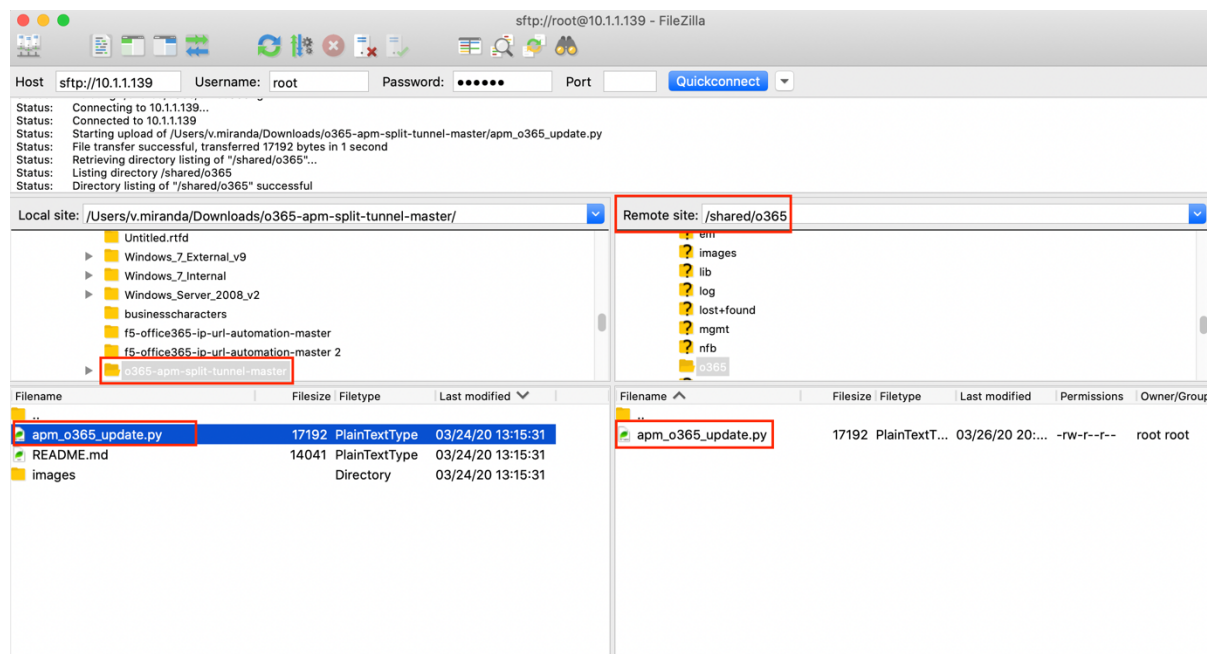 sftp://root@10.1.1.139 - FileZilla
Host sftp://10.1.1.139 Username: root Password: •••••• Port Quickconnect
Status: Connecting to 10.1.1.139...
Status: Connected to 10.1.1.139
Status: Starting upload of /Users/v.miranda/Downloads/o365-apm-split-tunnel-master/apm_o365_update.py
Status: File transfer successful, transferred 17192 bytes in 1 second
Status: Retrieving directory listing of "/shared/o365"...
Status: Listing directory /shared/o365
Status: Directory listing of "/shared/o365" successful
Local site: /Users/v.miranda/Downloads/o365-apm-split-tunnel-master/
Untitled.rtfd
Windows_7_External_v9
Windows_7_Internal
Windows_Server_2008_v2
businesscharacters
f5-office365-ip-url-automation-master
f5-office365-ip-url-automation-master 2
o365-apm-split-tunnel-master
Remote site: /shared/o365
em
images
lib
log
lost+found
mgmt
nfb
o365
Filename Filesize Filetype Last modified
..
apm_o365_update.py 17192 PlainTextType 03/24/20 13:15:31
README.md 14041 PlainTextType 03/24/20 13:15:31
images Directory 03/24/20 13:15:31
Filename Filesize Filetype Last modified Permissions Owner/Group
..
apm_o365_update.py 17192 PlainTextT... 03/26/20 20:... -rw-r--r-- root root